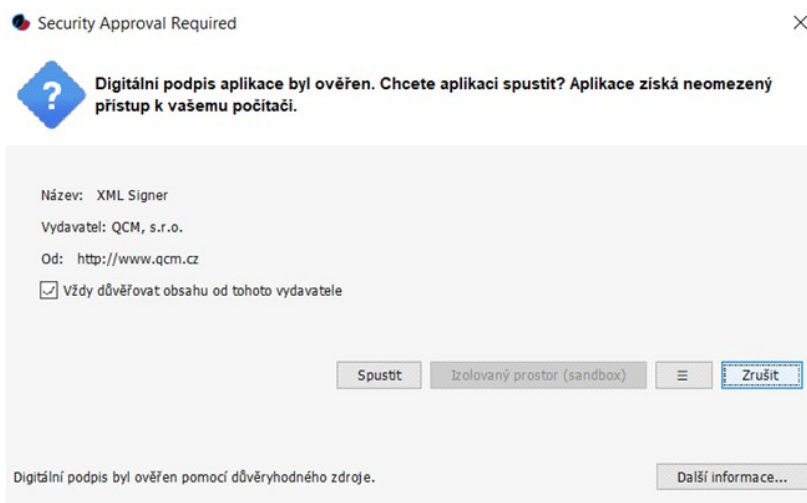 Security Approval Required
Digitální podpis aplikace byl ověřen. Chcete aplikaci spustit? Aplikace získá neomezený
přístup k vašemu počítači.
Název: XML Signer
Vydavatel: QCM, s.r.o.
Od: http://www.qcm.cz
Vždy důvěřovat obsahu od tohoto vydavatele
Spustit Izolovaný prostor (sandbox) Zrušit
Digitální podpis byl ověřen pomocí důvěryhodného zdroje. Další informace...